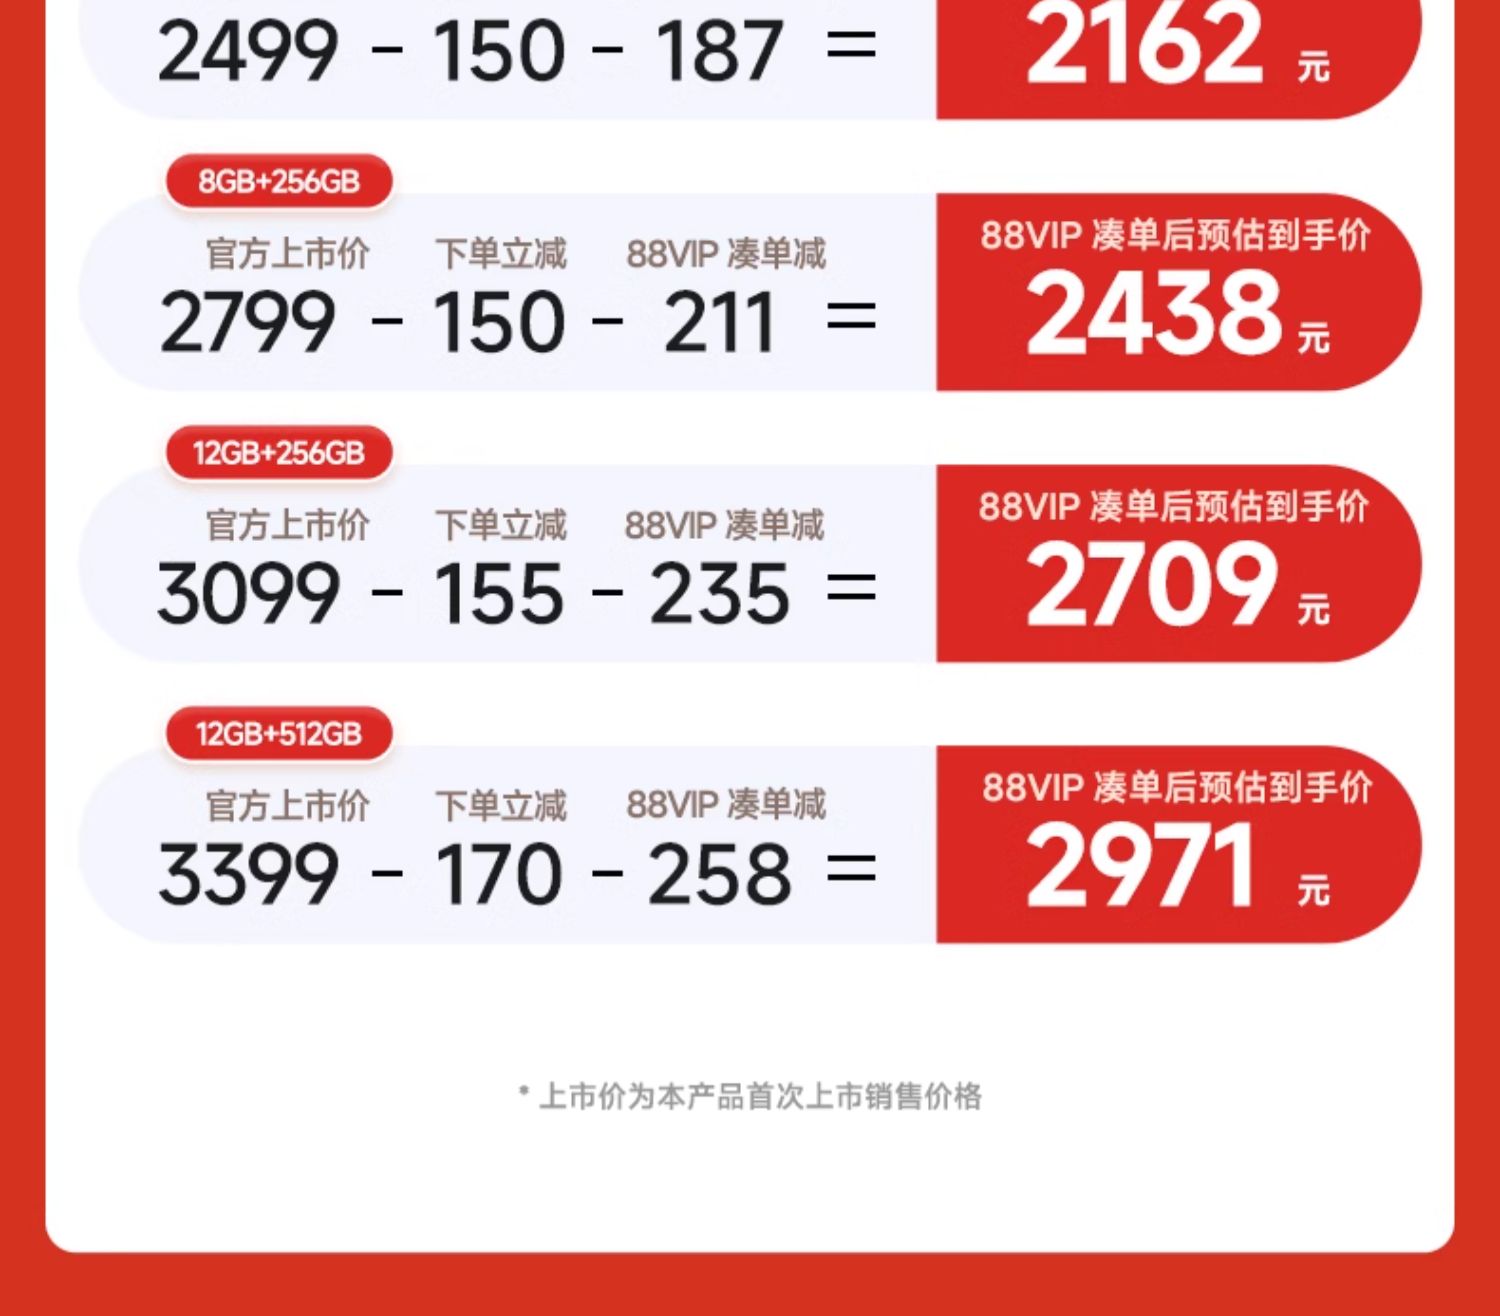 2499 - 150 - 187 = 2162 元
8GB+256GB
官方上市价 下单立减 88VIP 凑单减 88VIP 凑单后预估到手价
2799 - 150 - 211 = 2438 元
12GB+256GB
官方上市价 下单立减 88VIP 凑单减 88VIP 凑单后预估到手价
3099 - 155 - 235 = 2709 元
12GB+512GB
官方上市价 下单立减 88VIP 凑单减 88VIP 凑单后预估到手价
3399 - 170 - 258 = 2971 元
* 上市价为本产品首次上市销售价格